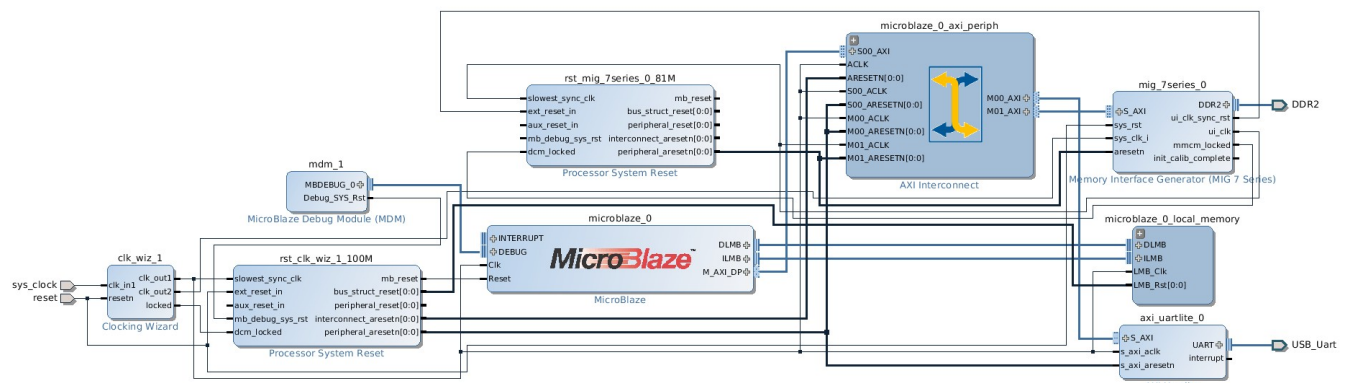 microblaze_0_axi_periph
S00_AXI
ACLK
ARESETN[0:0]
S00_ACLK
S00_ARESETN[0:0]
M00_ACLK
M00_ARESETN[0:0]
M01_ACLK
M01_ARESETN[0:0]
M00_AXI
M01_AXI
AXI Interconnect
rst_mig_7series_0_81M
slowest_sync_clk
ext_reset_in
aux_reset_in
mb_debug_sys_rst
dcm_locked
mb_reset
bus_struct_reset[0:0]
peripheral_reset[0:0]
interconnect_aresetn[0:0]
peripheral_aresetn[0:0]
Processor System Reset
mig_7series_0
S_AXI
sys_rst
sys_clk_i
aresetn
DDR2
ui_clk_sync_rst
ui_clk
mmcm_locked
init_calib_complete
Memory Interface Generator (MIG 7 Series)
DDR2
mdm_1
MBDEBUG_0
Debug_SYS_Rst
MicroBlaze Debug Module (MDM)
microblaze_0
INTERRUPT
DEBUG
Clk
Reset
MicroBlaze™
DLMB
ILMB
M_AXI_DP
MicroBlaze
microblaze_0_local_memory
DLMB
ILMB
LMB_Clk
LMB_Rst[0:0]
sys_clock
reset
clk_wiz_1
clk_in1
resetn
clk_out1
clk_out2
locked
Clocking Wizard
rst_clk_wiz_1_100M
slowest_sync_clk
ext_reset_in
aux_reset_in
mb_debug_sys_rst
dcm_locked
mb_reset
bus_struct_reset[0:0]
peripheral_reset[0:0]
interconnect_aresetn[0:0]
peripheral_aresetn[0:0]
Processor System Reset
axi_uartlite_0
S_AXI
s_axi_aclk
s_axi_aresetn
UART
interrupt
USB_Uart